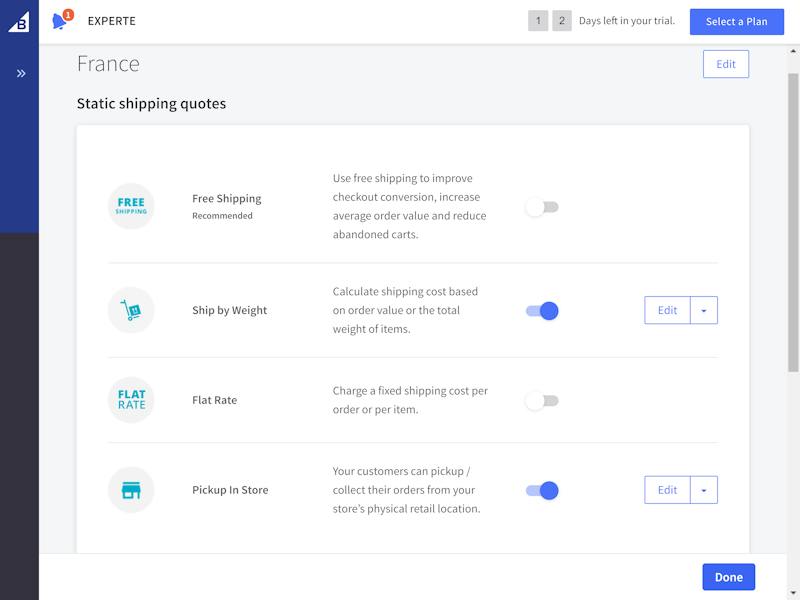 B
1
EXPERTE
1 2 Days left in your trial.
Select a Plan
France
Edit
Static shipping quotes
FREE
SHIPPING
Free Shipping
Recommended
Use free shipping to improve
checkout conversion, increase
average order value and reduce
abandoned carts.
Ship by Weight
Calculate shipping cost based
on order value or the total
weight of items.
Edit
FLAT
RATE
Flat Rate
Charge a fixed shipping cost per
order or per item.
Pickup In Store
Your customers can pickup /
collect their orders from your
store's physical retail location.
Edit
Done